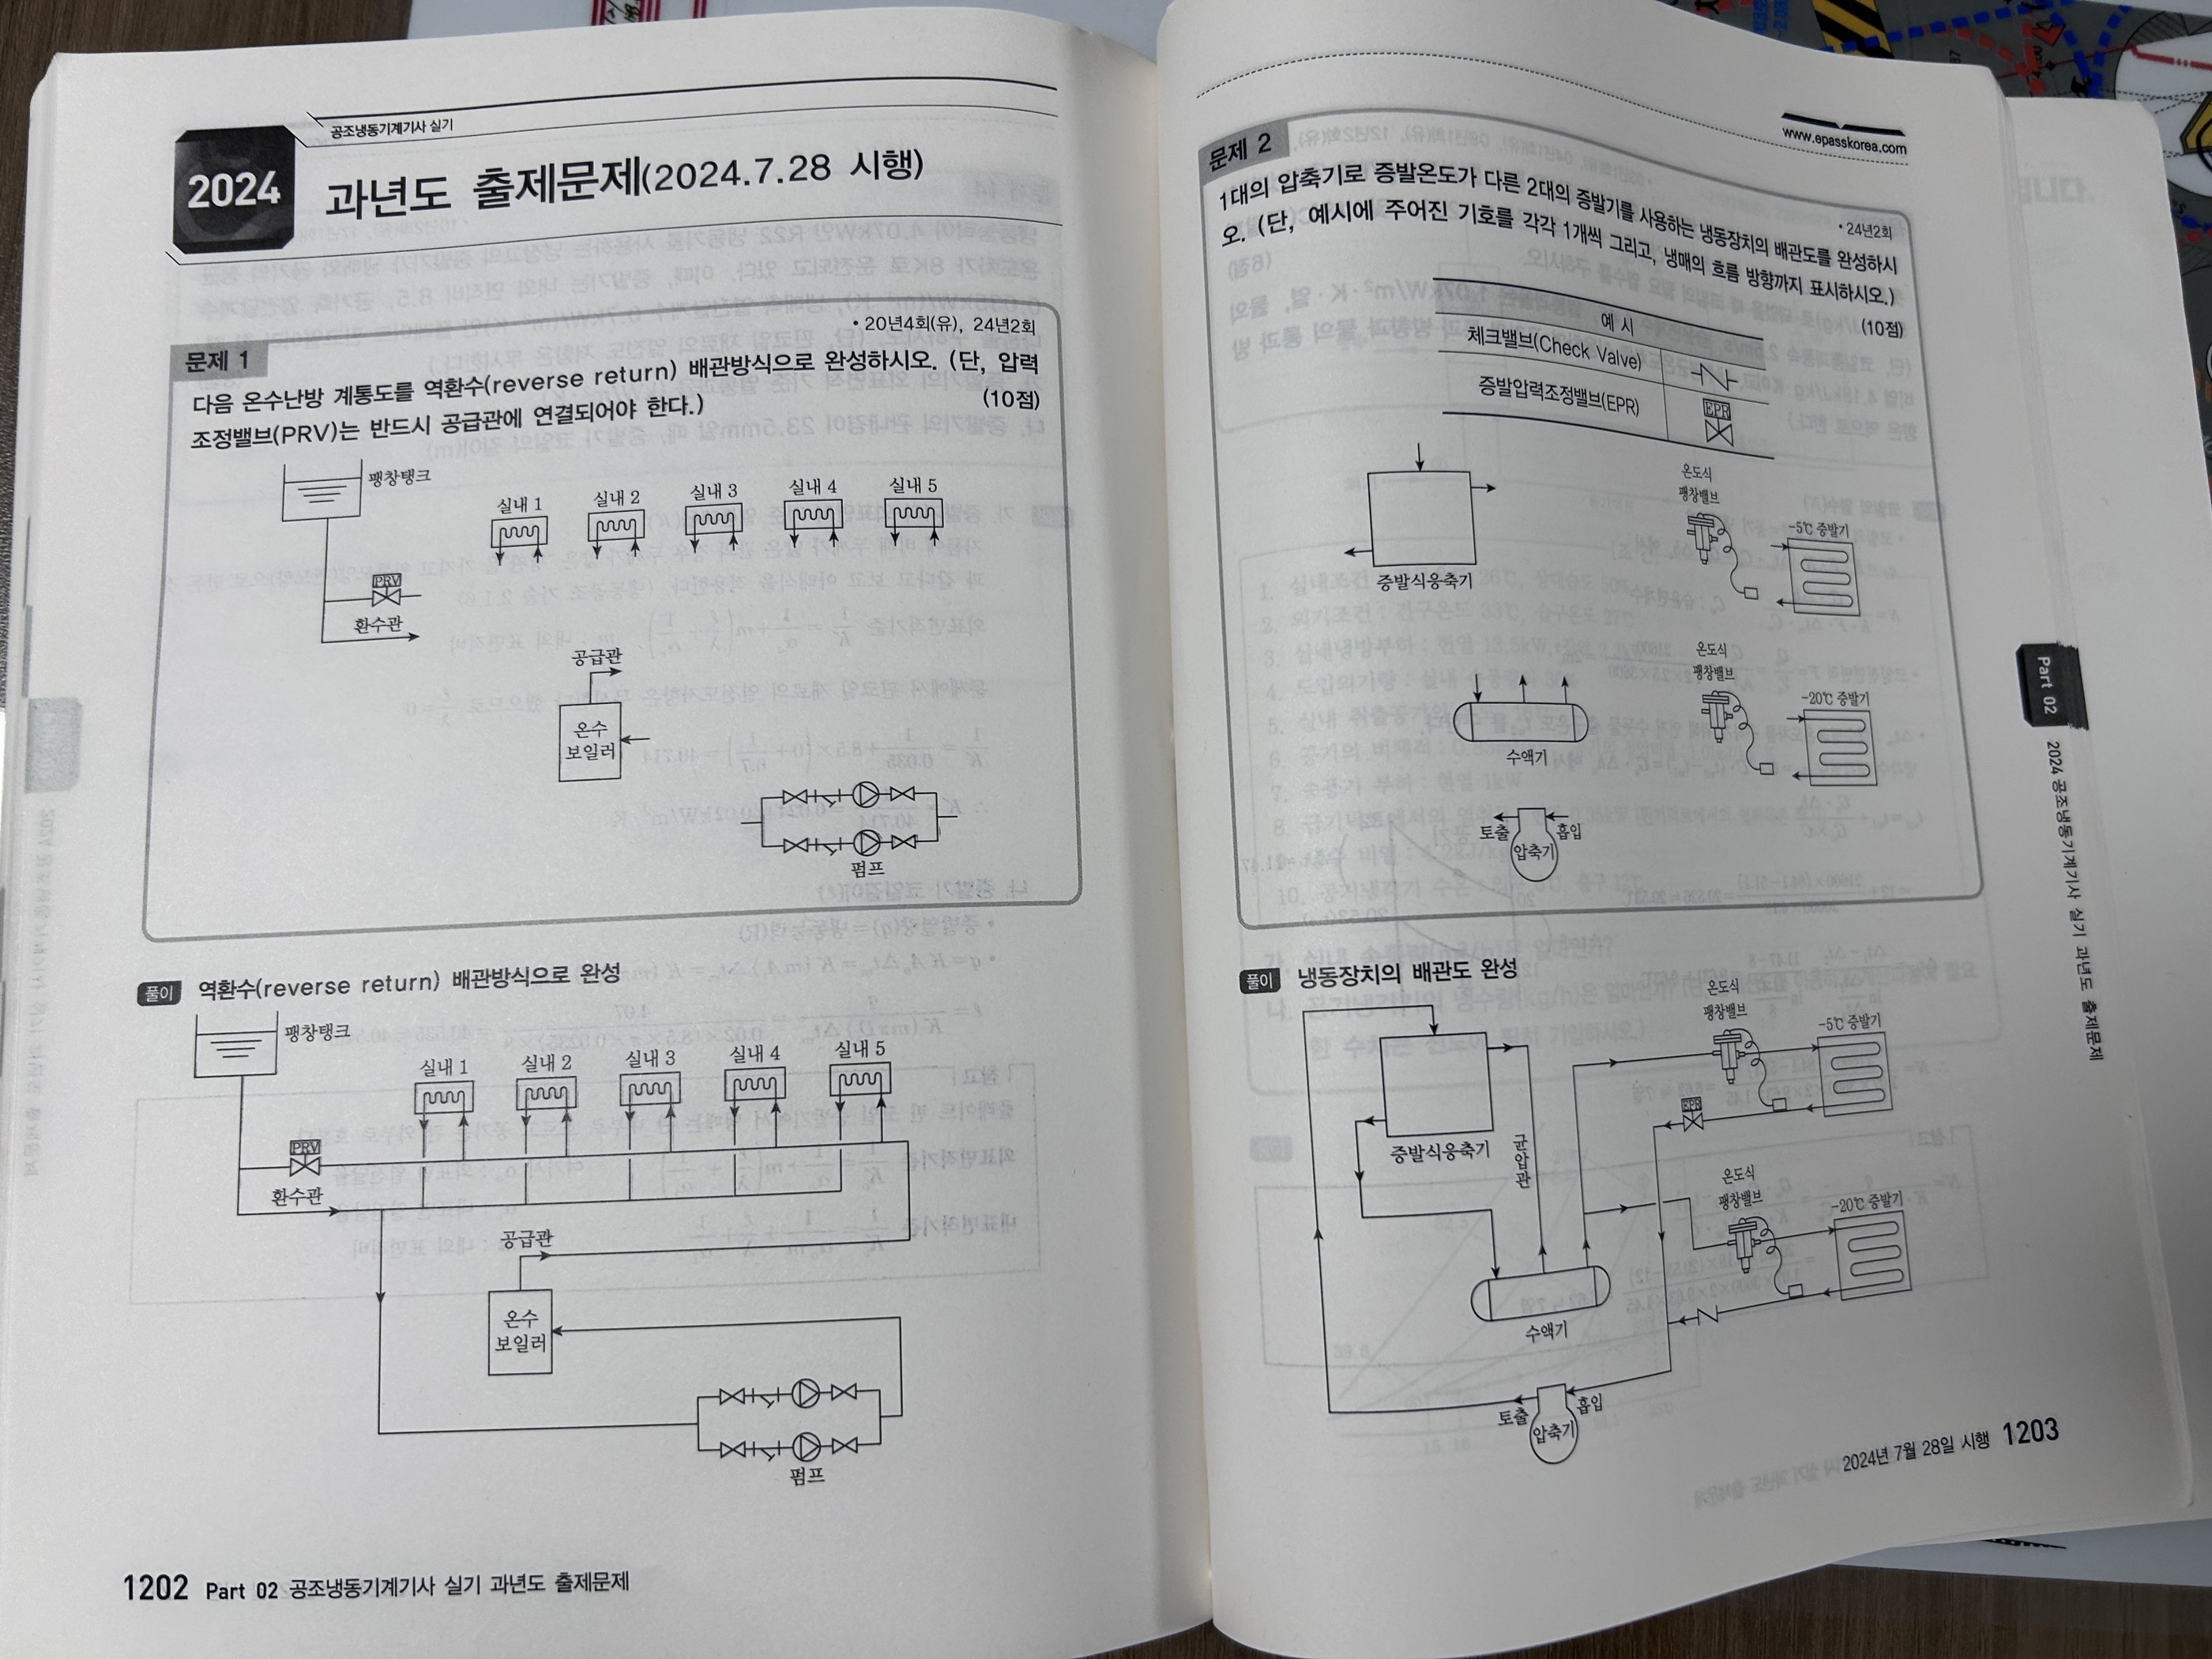 공조냉동기계기사 실기
2024
과년도 출제문제(2024.7.28 시행)
• 20년4회(유), 24년2회
문제 1
다음 온수난방 계통도를 역환수(reverse return) 배관방식으로 완성하시오. (단, 압력
조정밸브(PRV)는 반드시 공급관에 연결되어야 한다.)
(10점)
팽창탱크
실내 1
실내 2
실내 3
실내 4
실내 5
PRV
환수관
공급관
온수
보일러
펌프
풀이
역환수(reverse return) 배관방식으로 완성
팽창탱크
실내 1
실내 2
실내 3
실내 4
실내 5
PRV
환수관
공급관
온수
보일러
펌프
1202 Part 02 공조냉동기계기사 실기 과년도 출제문제
www.epasskorea.com
문제 2
• 24년2회
1대의 압축기로 증발온도가 다른 2대의 증발기를 사용하는 냉동장치의 배관도를 완성하시
오. (단, 예시에 주어진 기호를 각각 1개씩 그리고, 냉매의 흐름 방향까지 표시하시오.)
(10점)
예 시
체크밸브(Check Valve)
증발압력조정밸브(EPR)
EPR
증발식응축기
온도식
팽창밸브
-5℃ 증발기
온도식
팽창밸브
-20℃ 증발기
수액기
토출
흡입
압축기
풀이
냉동장치의 배관도 완성
온도식
팽창밸브
-5℃ 증발기
EPR
증발식응축기
균압관
온도식
팽창밸브
-20℃ 증발기
수액기
토출
흡입
압축기
Part 02
2024 공조냉동기계기사 실기 과년도 출제문제
2024년 7월 28일 시행 1203